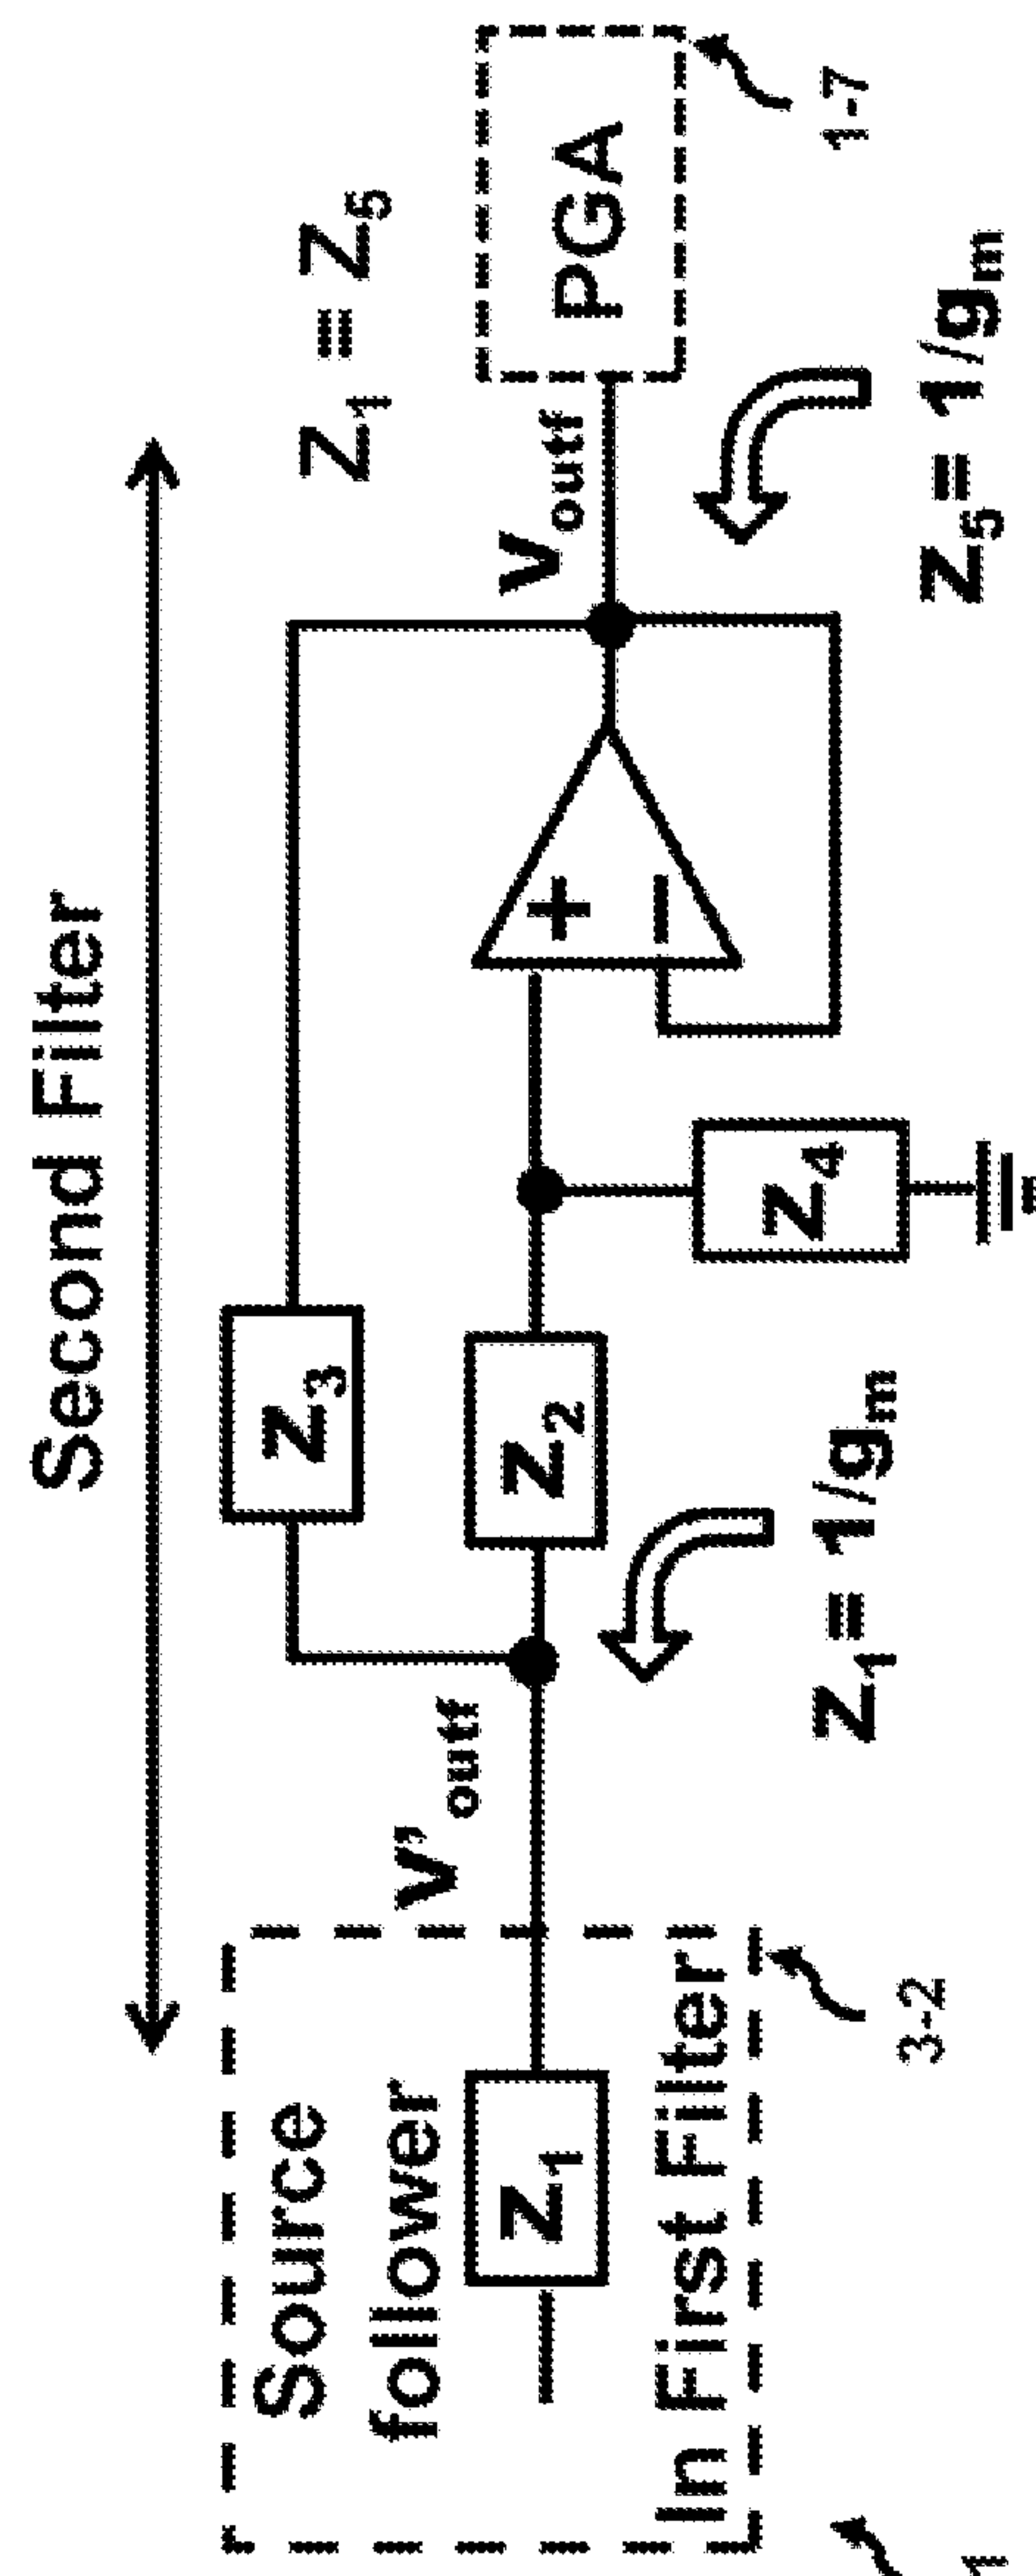 Second Filter
Z1 = Z5
Source
follower
Z1
In First Filter
V'outf
Z3
Z2
Z4
+
−
Voutf
PGA
Z1 = 1/gm
Z5 = 1/gm
3-2
1-7